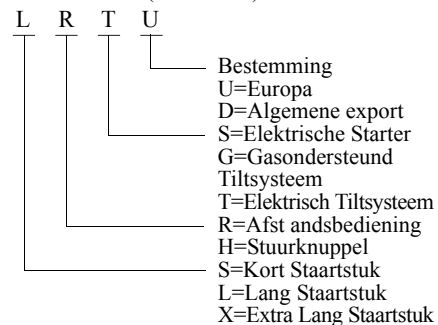 L R T U
Bestemming
U=Europa
D=Algemene export
S=Elektrische Starter
G=Gasondersteund
Tiltsysteem
T=Elektrisch Tiltsysteem
R=Afst andsbediening
H=Stuurknuppel
S=Kort Staartstuk
L=Lang Staartstuk
X=Extra Lang Staartstuk